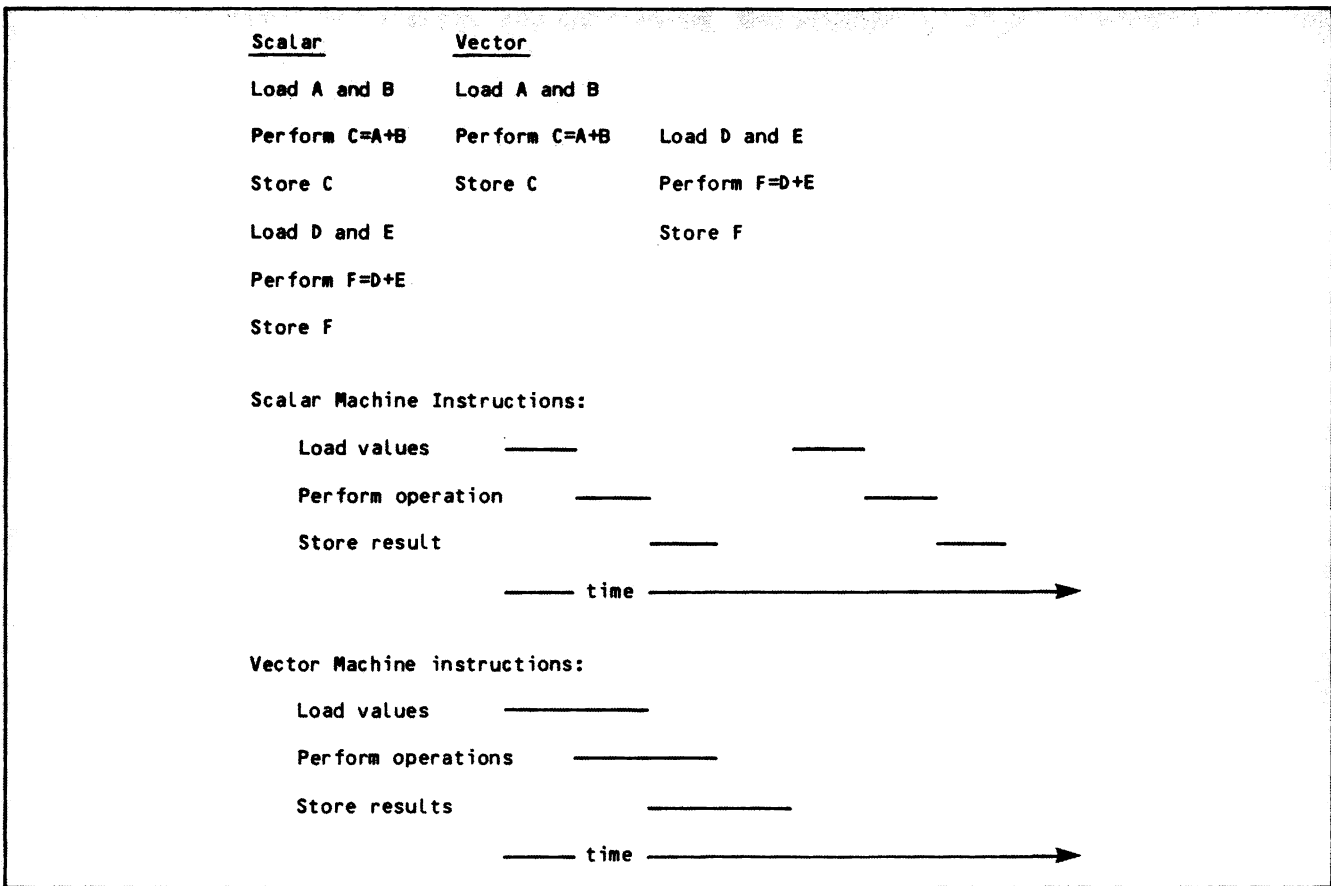 Scalar Vector
Load A and B Load A and B
Perform C=A+B Perform C=A+B Load D and E
Store C Store C Perform F=D+E
Load D and E Store F
Perform F=D+E
Store F
Scalar Machine Instructions:
Load values
Perform operation
Store result
time
Vector Machine instructions:
Load values
Perform operations
Store results
time